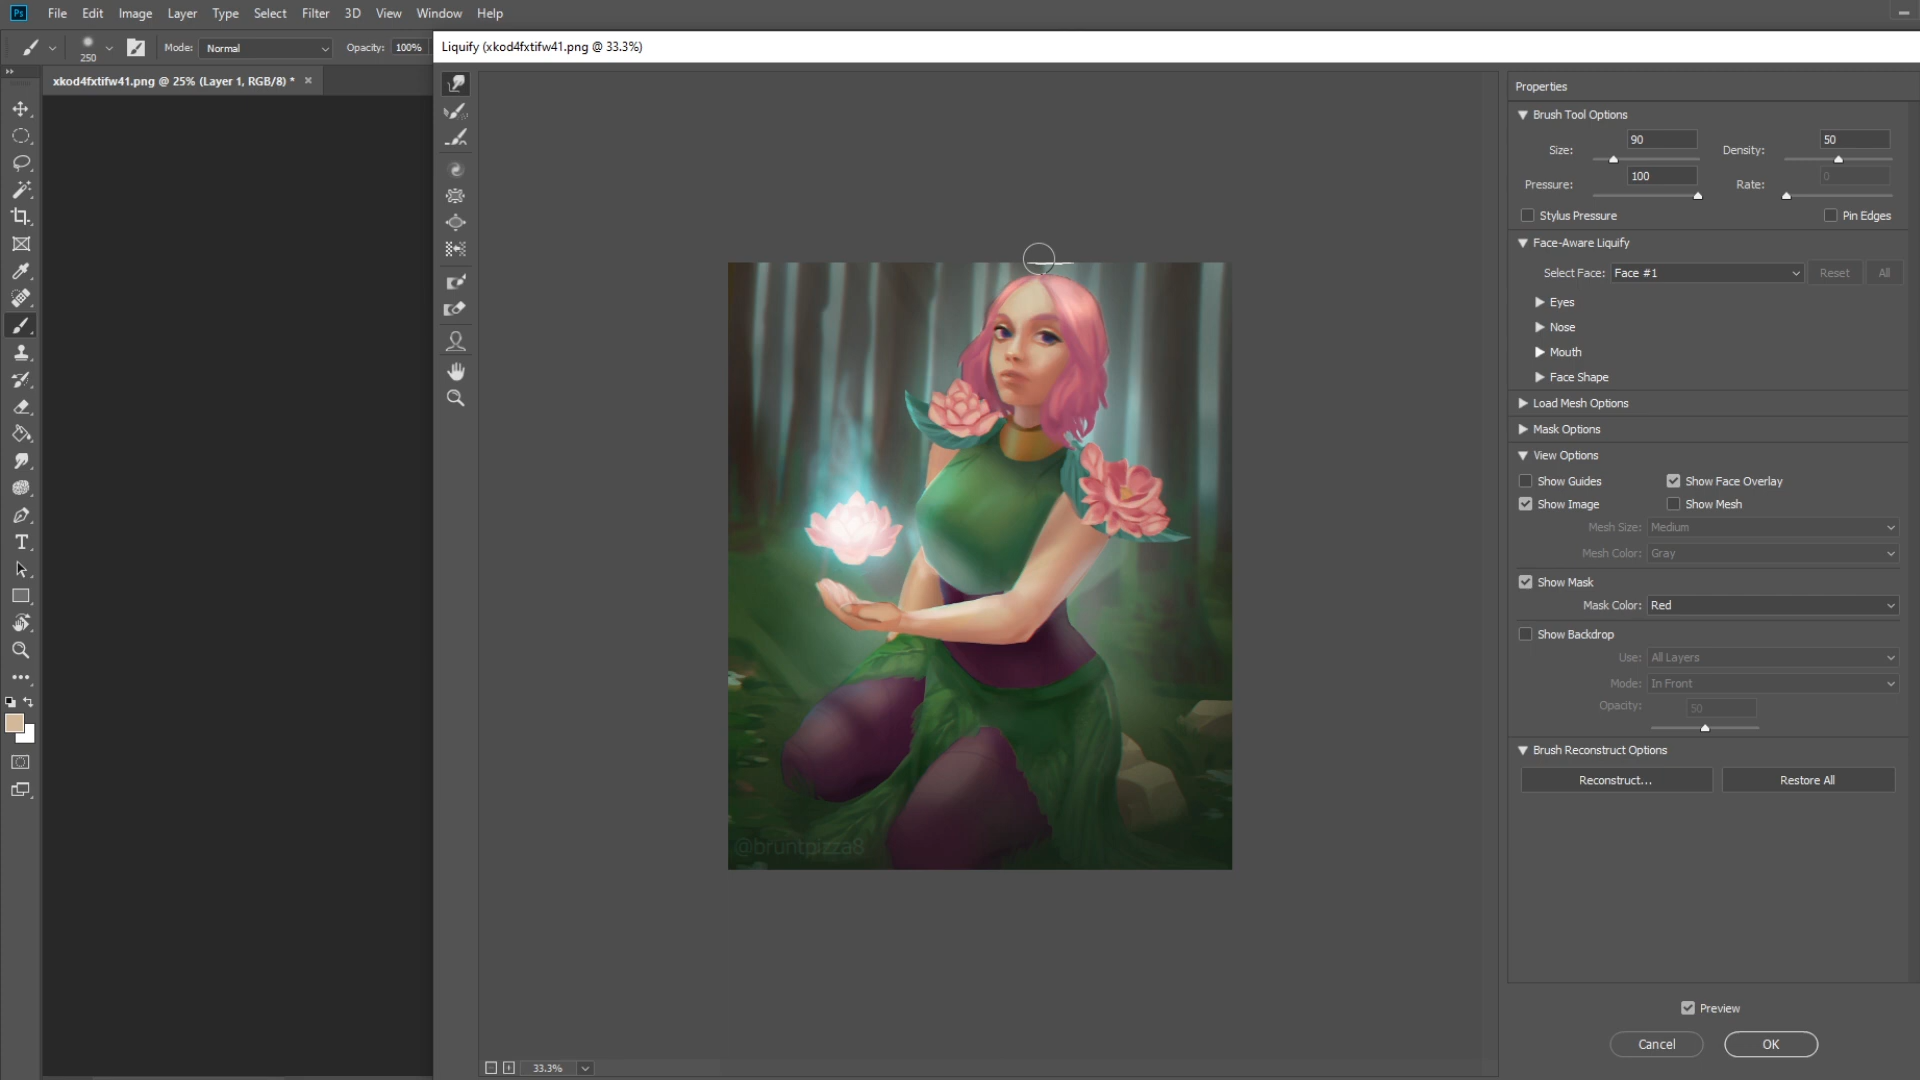 Ps File Edit Image Layer Type Select Filter 3D View Window Help
250 Mode: Normal Opacity: 100%
Liquify (xkod4fxtifw41.png @ 33.3%)
xkod4fxtifw41.png @ 25% (Layer 1, RGB/8) *
Properties
Brush Tool Options
Size: 90 Density: 50
Pressure: 100 Rate: 0
Stylus Pressure Pin Edges
Face-Aware Liquify
Select Face: Face #1 Reset All
Eyes
Nose
Mouth
Face Shape
Load Mesh Options
Mask Options
View Options
Show Guides Show Face Overlay
Show Image Show Mesh
Mesh Size: Medium
Mesh Color: Gray
Show Mask
Mask Color: Red
Show Backdrop
Use: All Layers
Mode: In Front
Opacity: 50
Brush Reconstruct Options
Reconstruct... Restore All
@bruntpizza8
Preview
Cancel OK
33.3%